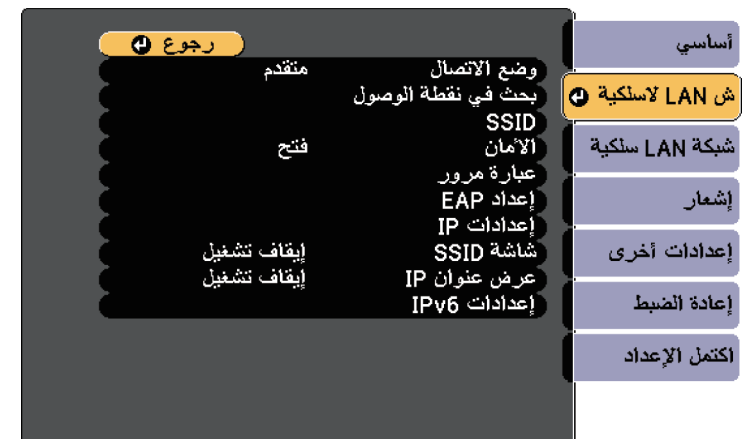 أساسي
ش LAN لاسلكية
شبكة LAN سلكية
إشعار
إعدادات أخرى
إعادة الضبط
اكتمل الإعداد
رجوع
وضع الاتصال متقدم
بحث في نقطة الوصول
SSID
الأمان فتح
عبارة مرور
إعداد EAP
إعدادات IP
شاشة SSID إيقاف تشغيل
عرض عنوان IP إيقاف تشغيل
إعدادات IPv6